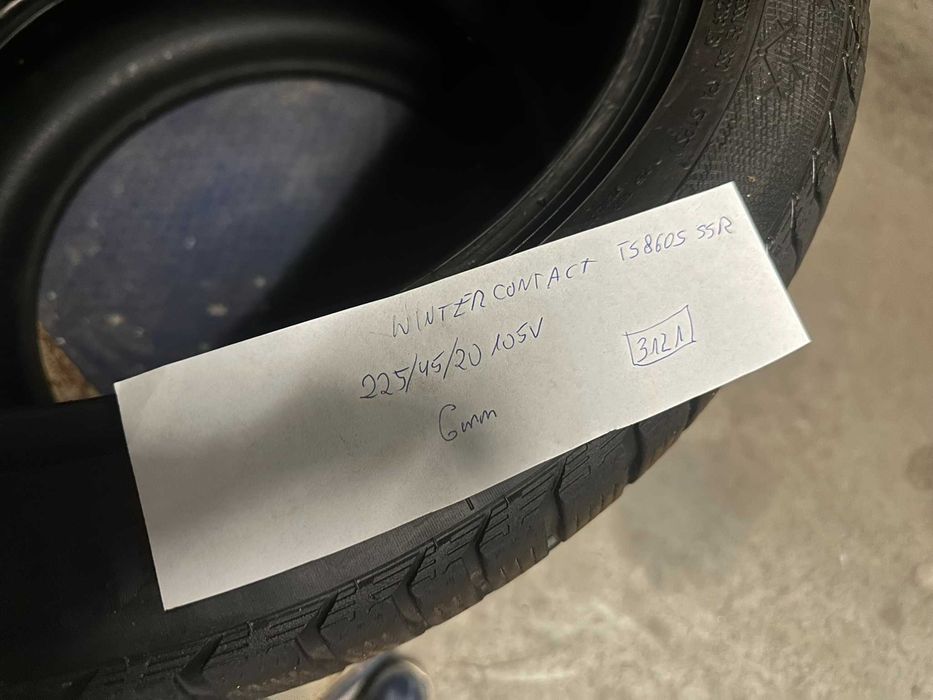 WINTERCONTACT TS860S SSR
225/45/20 105V
3121
6mm